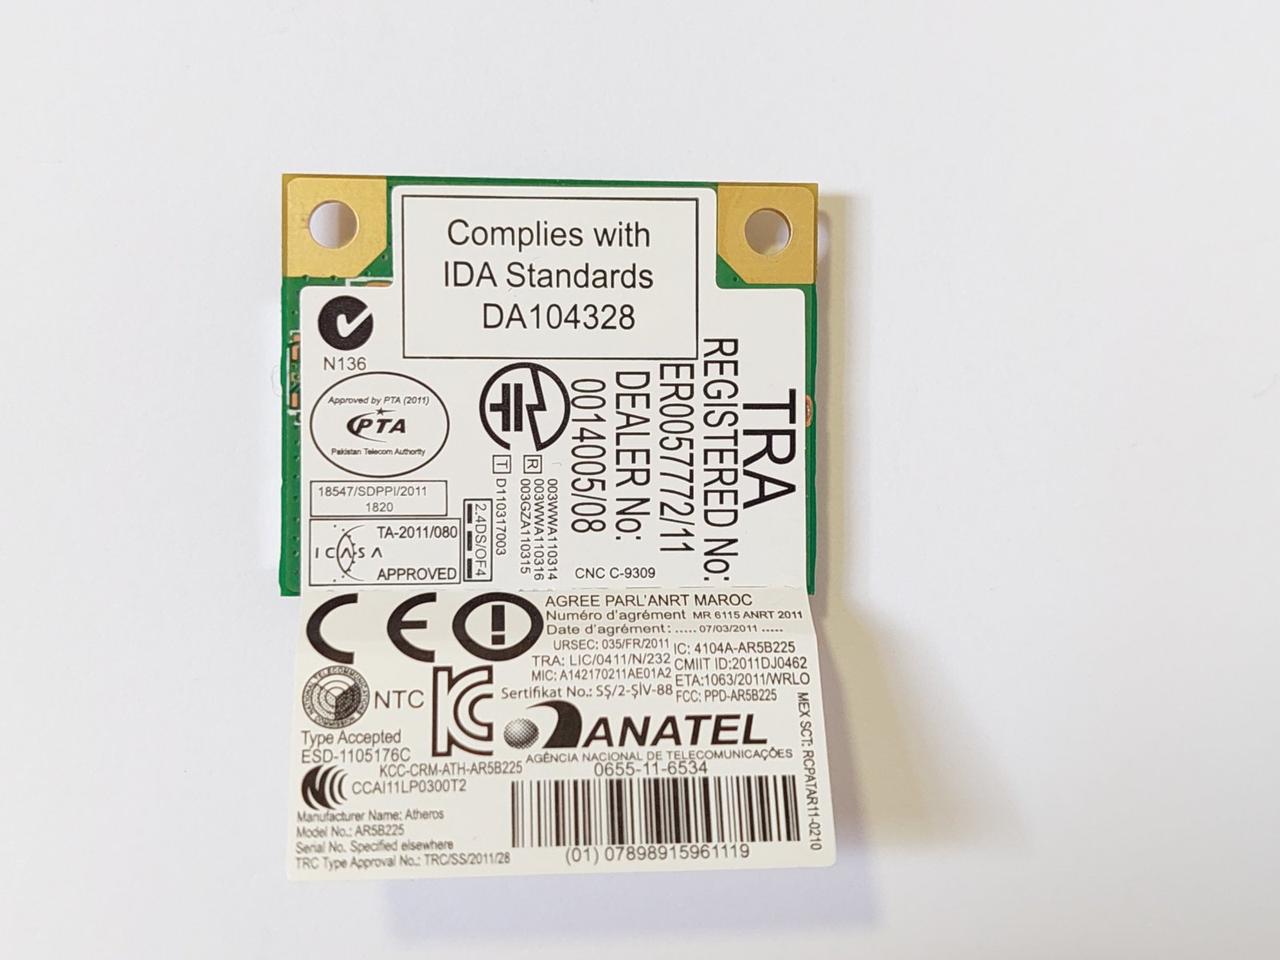 Complies with
IDA Standards
DA104328
N136
Approved by PTA (2011)
PTA
Pakistan Telecom Authority
18547/SDPPI/2011
1820
ICASA
TA-2011/080
APPROVED
2.4DS/OF4
T D110317003
R 003WWA110314
003WWA110316
003GZA110315
TRA
REGISTERED No:
ER0057772/11
DEALER No:
0014005/08
CNC C-9309
CE
AGREE PARL'ANRT MAROC
Numéro d'agrément MR 6115 ANRT 2011
Date d'agrément: ..... 07/03/2011 .....
URSEC: 035/FR/2011
TRA: LIC/0411/N/232
MIC: A142170211AE01A2
Sertifikat No.: SŞ/2-ŞİV-88
IC: 4104A-AR5B225
CMIIT ID:2011DJ0462
ETA:1063/2011/WRLO
FCC: PPD-AR5B225
NTC
Type Accepted
ESD-1105176C
KCC-CRM-ATH-AR5B225
ANATEL
AGÊNCIA NACIONAL DE TELECOMUNICAÇÕES
0655-11-6534
CCAI11LP0300T2
Manufacturer Name: Atheros
Model No.: AR5B225
Serial No. Specified elsewhere
TRC Type Approval No.: TRC/SS/2011/28
(01) 07898915961119
MEX SCT: RCPATAR11-0210